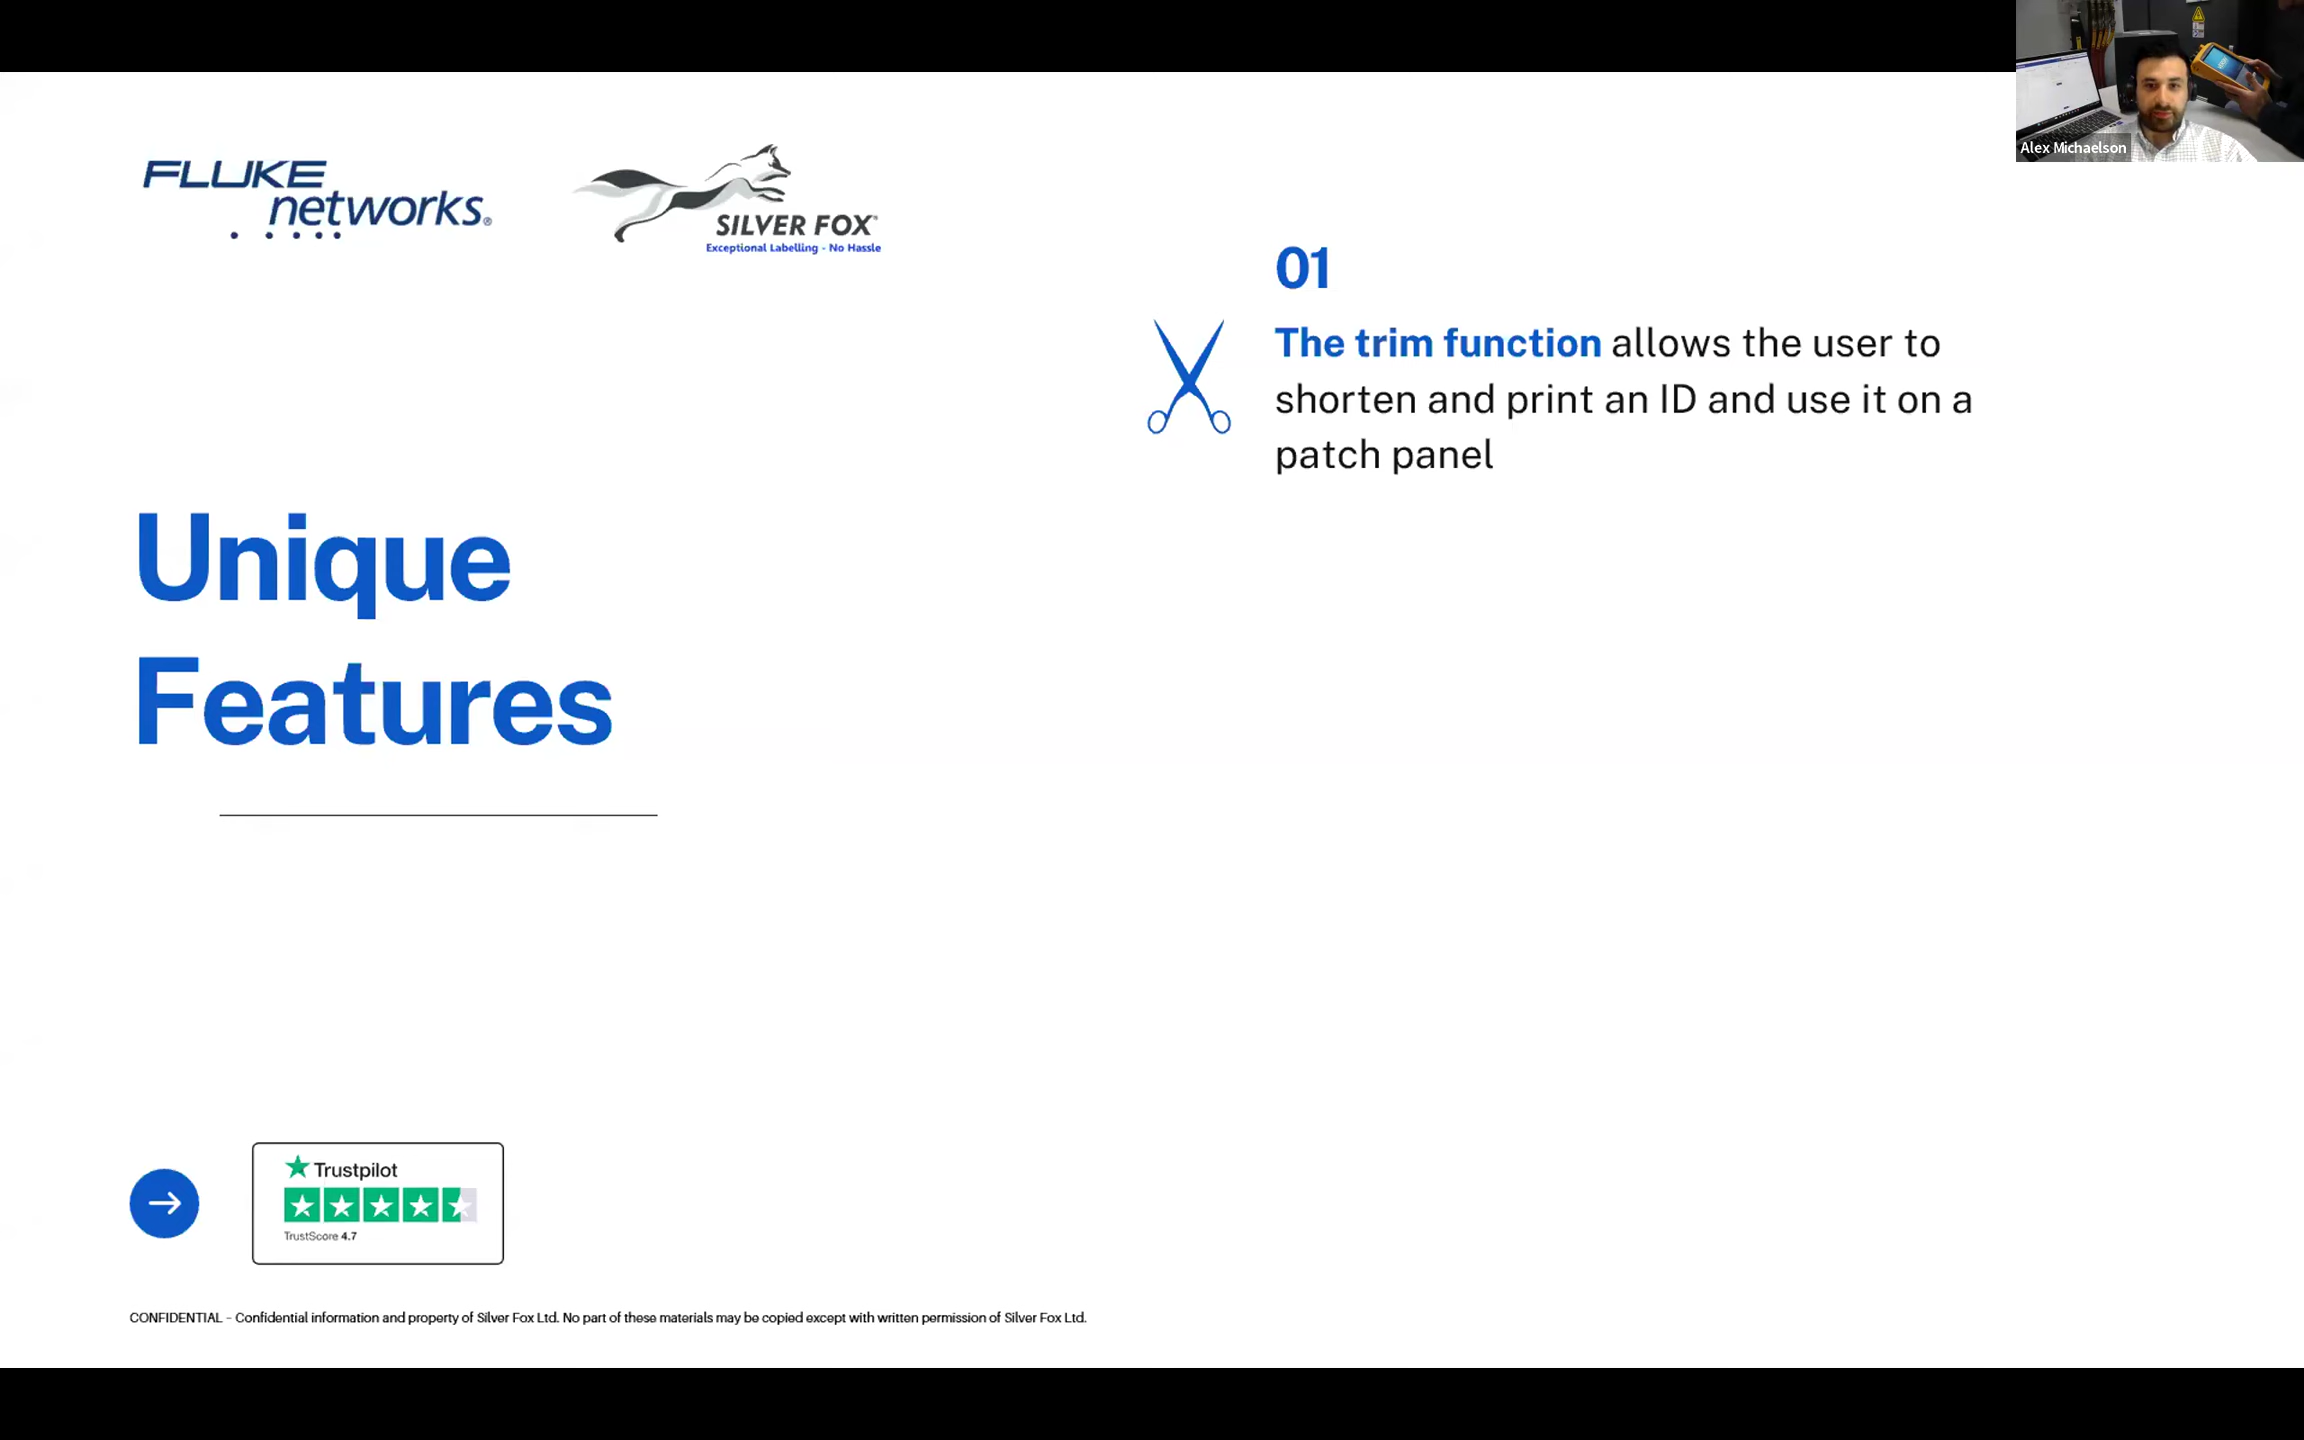 Alex Michaelson
FLUKE
networks®
SILVER FOX®
Exceptional Labelling - No Hassle
Unique
Features
01
The trim function allows the user to
shorten and print an ID and use it on a
patch panel
Trustpilot
TrustScore 4.7
CONFIDENTIAL – Confidential information and property of Silver Fox Ltd. No part of these materials may be copied except with written permission of Silver Fox Ltd.